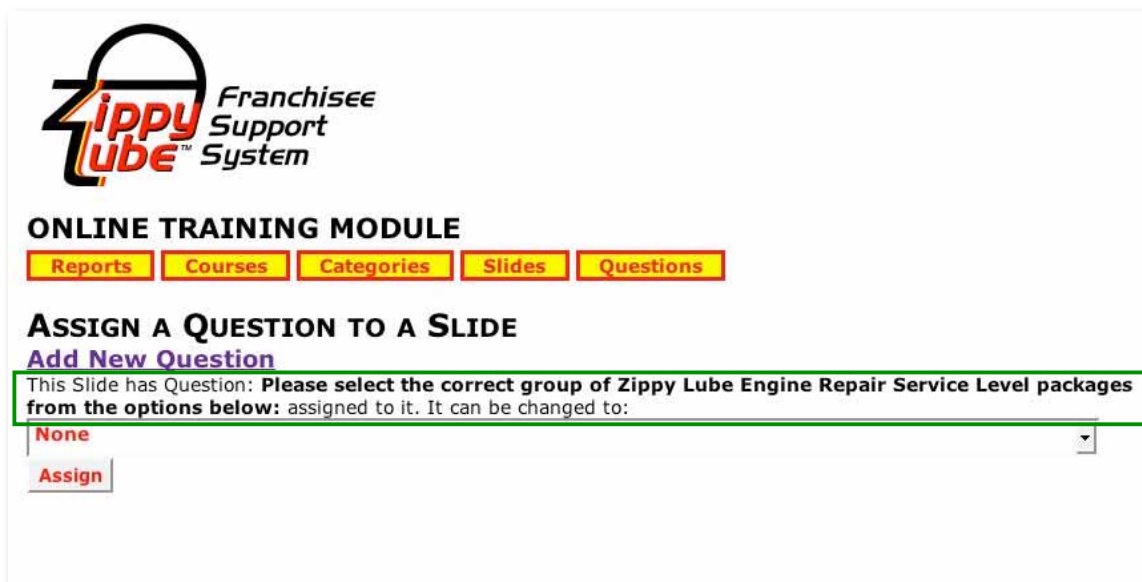 Zippy Franchisee
Lube™ Support
System
ONLINE TRAINING MODULE
Reports Courses Categories Slides Questions
ASSIGN A QUESTION TO A SLIDE
Add New Question
This Slide has Question: Please select the correct group of Zippy Lube Engine Repair Service Level packages
from the options below: assigned to it. It can be changed to:
None
Assign